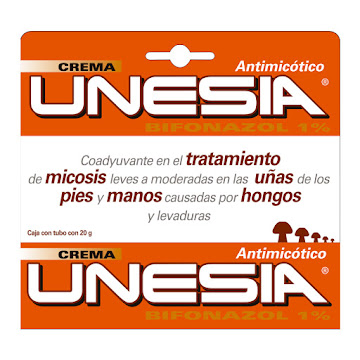 CREMA
Antimicótico
UNESIA®
BIFONAZOL 1%
Coadyuvante en el tratamiento
de micosis leves a moderadas en las uñas de los
pies y manos causadas por hongos
y levaduras
Caja con tubo con 20 g
CREMA
Antimicótico
UNESIA®
BIFONAZOL 1%